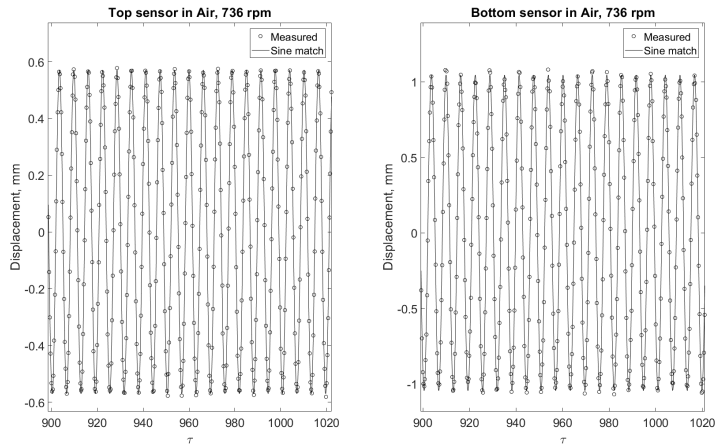 Top sensor in Air, 736 rpm
Measured
Sine match
0.6
0.4
0.2
0
-0.2
-0.4
-0.6
Displacement, mm
900
920
940
960
980
1000
1020
τ
Bottom sensor in Air, 736 rpm
Measured
Sine match
1
0.5
0
-0.5
-1
Displacement, mm
900
920
940
960
980
1000
1020
τ